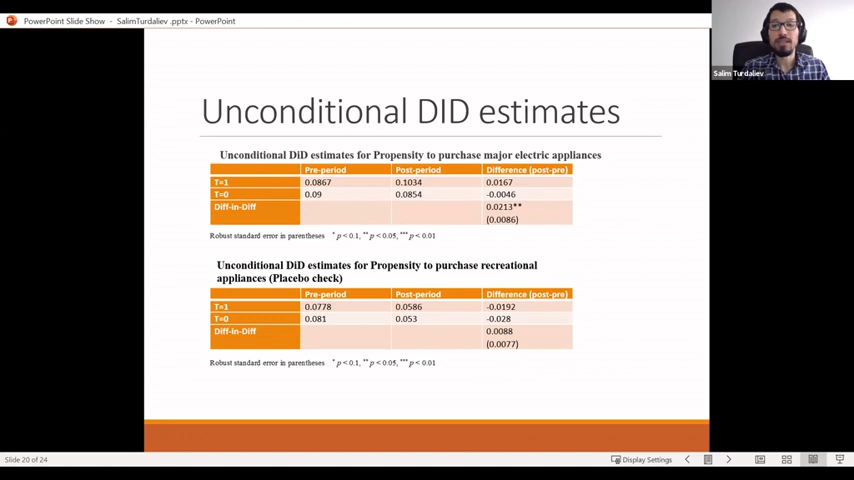 PowerPoint Slide Show - SalimTurdaliev .pptx - PowerPoint
Salim Turdaliev
Unconditional DID estimates
Unconditional DiD estimates for Propensity to purchase major electric appliances
Pre-period Post-period Difference (post-pre)
T=1 0.0867 0.1034 0.0167
T=0 0.09 0.0854 -0.0046
Diff-in-Diff 0.0213**
(0.0086)
Robust standard error in parentheses * p < 0.1, ** p < 0.05, *** p < 0.01
Unconditional DiD estimates for Propensity to purchase recreational
appliances (Placebo check)
Pre-period Post-period Difference (post-pre)
T=1 0.0778 0.0586 -0.0192
T=0 0.081 0.053 -0.028
Diff-in-Diff 0.0088
(0.0077)
Robust standard error in parentheses * p < 0.1, ** p < 0.05, *** p < 0.01
Slide 20 of 24
Display Settings